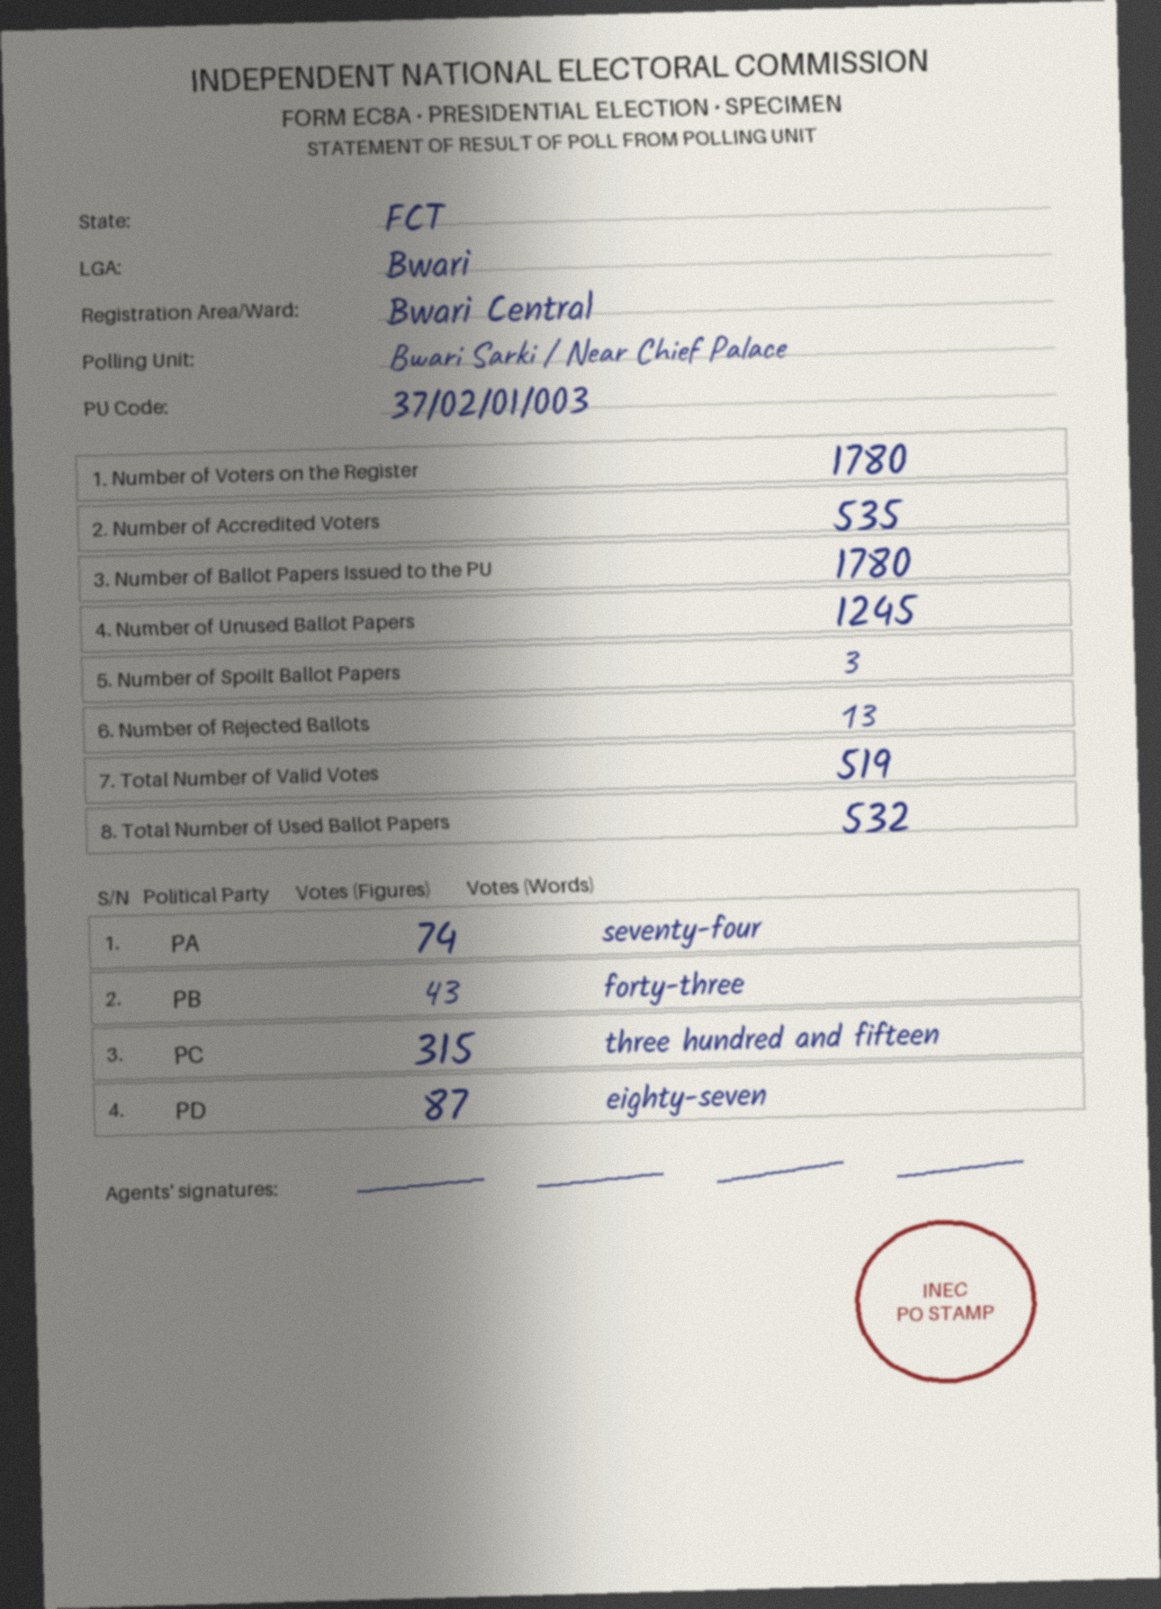 INDEPENDENT NATIONAL ELECTORAL COMMISSION
FORM EC8A · PRESIDENTIAL ELECTION · SPECIMEN
STATEMENT OF RESULT OF POLL FROM POLLING UNIT
State: FCT
LGA: Bwari
Registration Area/Ward: Bwari Central
Polling Unit: Bwari Sarki / Near Chief Palace
PU Code: 37/02/01/003
1. Number of Voters on the Register 1780
2. Number of Accredited Voters 535
3. Number of Ballot Papers Issued to the PU 1780
4. Number of Unused Ballot Papers 1245
5. Number of Spoilt Ballot Papers 3
6. Number of Rejected Ballots 13
7. Total Number of Valid Votes 519
8. Total Number of Used Ballot Papers 532
S/N Political Party Votes (Figures) Votes (Words)
1. PA 74 seventy-four
2. PB 43 forty-three
3. PC 315 three hundred and fifteen
4. PD 87 eighty-seven
Agents' signatures:
INEC
PO STAMP